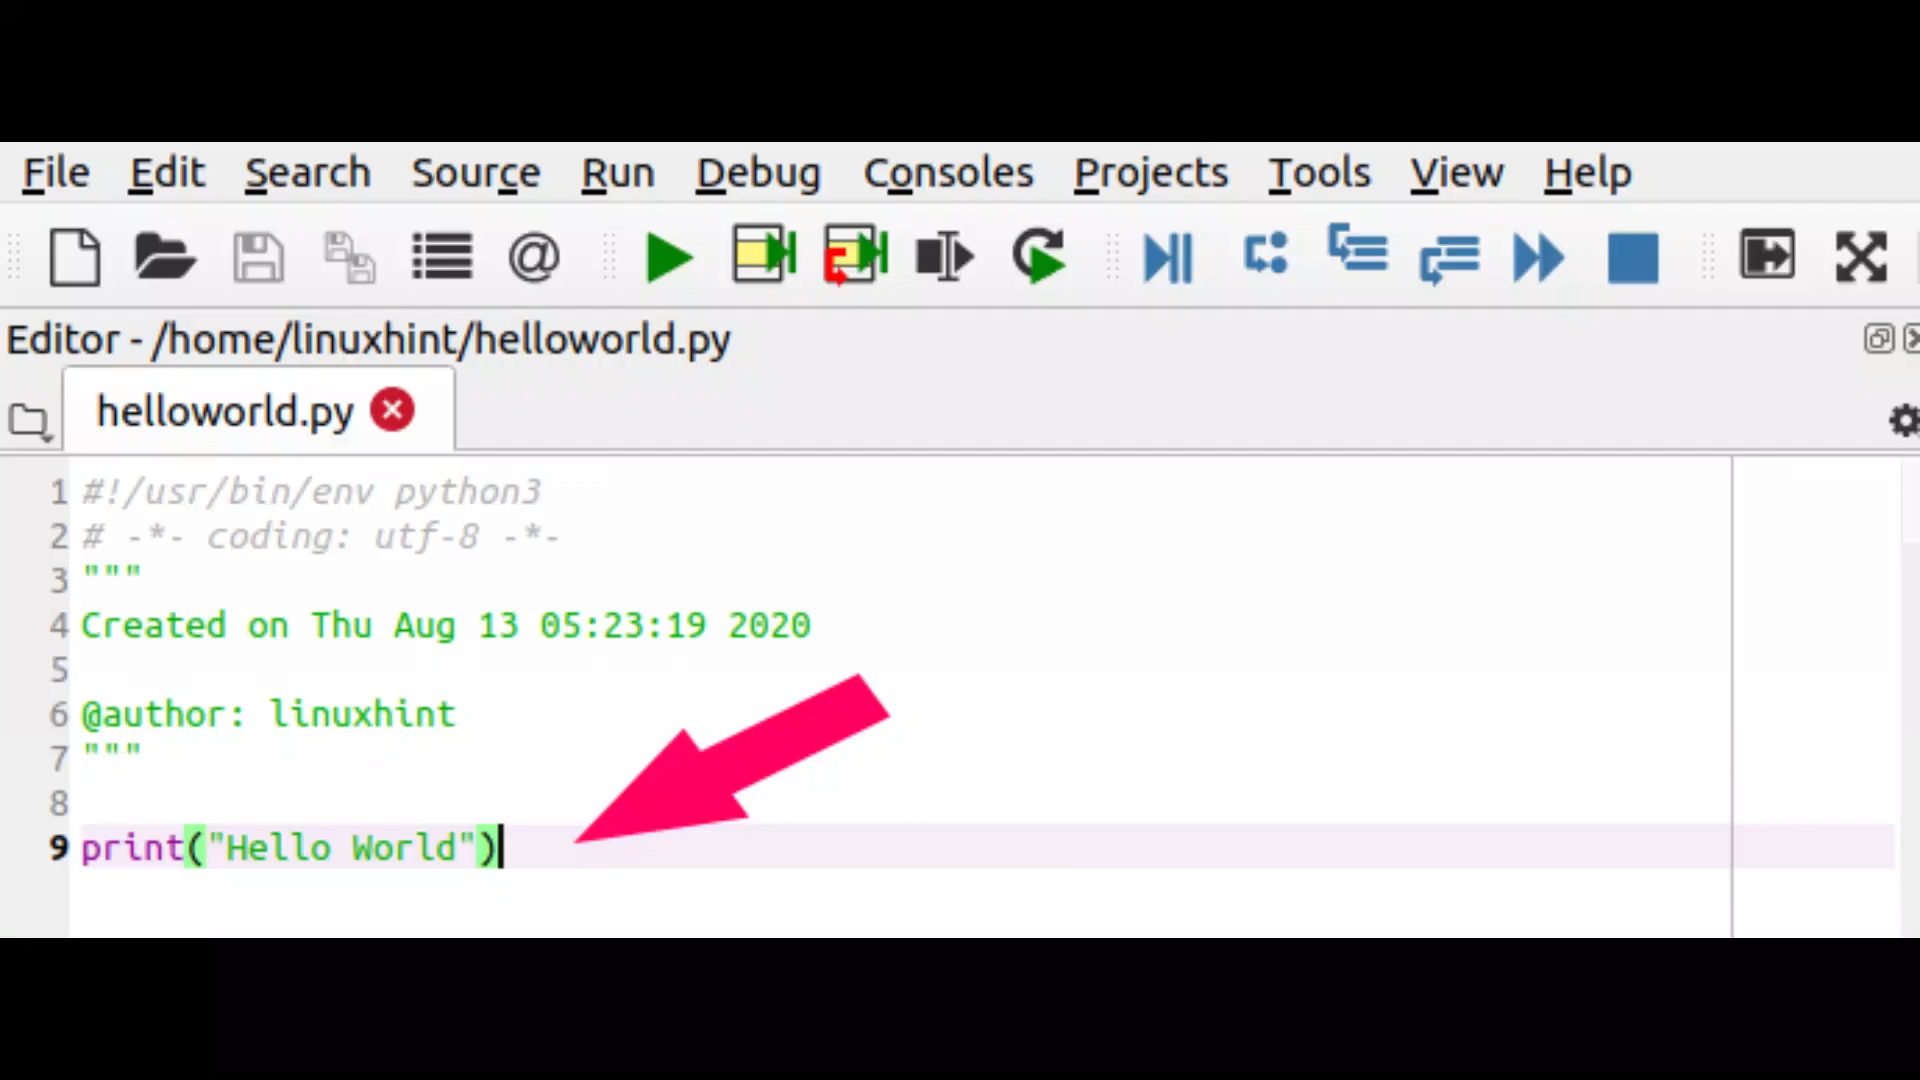 File Edit Search Source Run Debug Consoles Projects Tools View Help
@
Editor - /home/linuxhint/helloworld.py
helloworld.py
1 #!/usr/bin/env python3
2 # -*- coding: utf-8 -*-
3 """
4 Created on Thu Aug 13 05:23:19 2020
5
6 @author: linuxhint
7 """
8
9 print("Hello World")